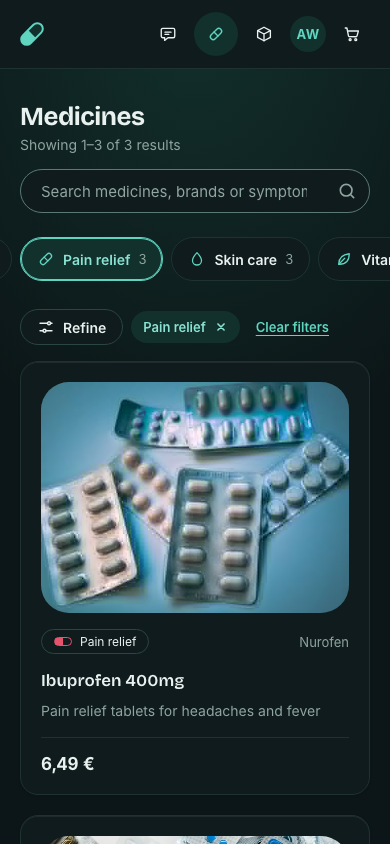 AW
Medicines
Showing 1–3 of 3 results
Search medicines, brands or symptom
Pain relief 3
Skin care 3
Vitar
Refine
Pain relief ×
Clear filters
Pain relief
Nurofen
Ibuprofen 400mg
Pain relief tablets for headaches and fever
6,49 €